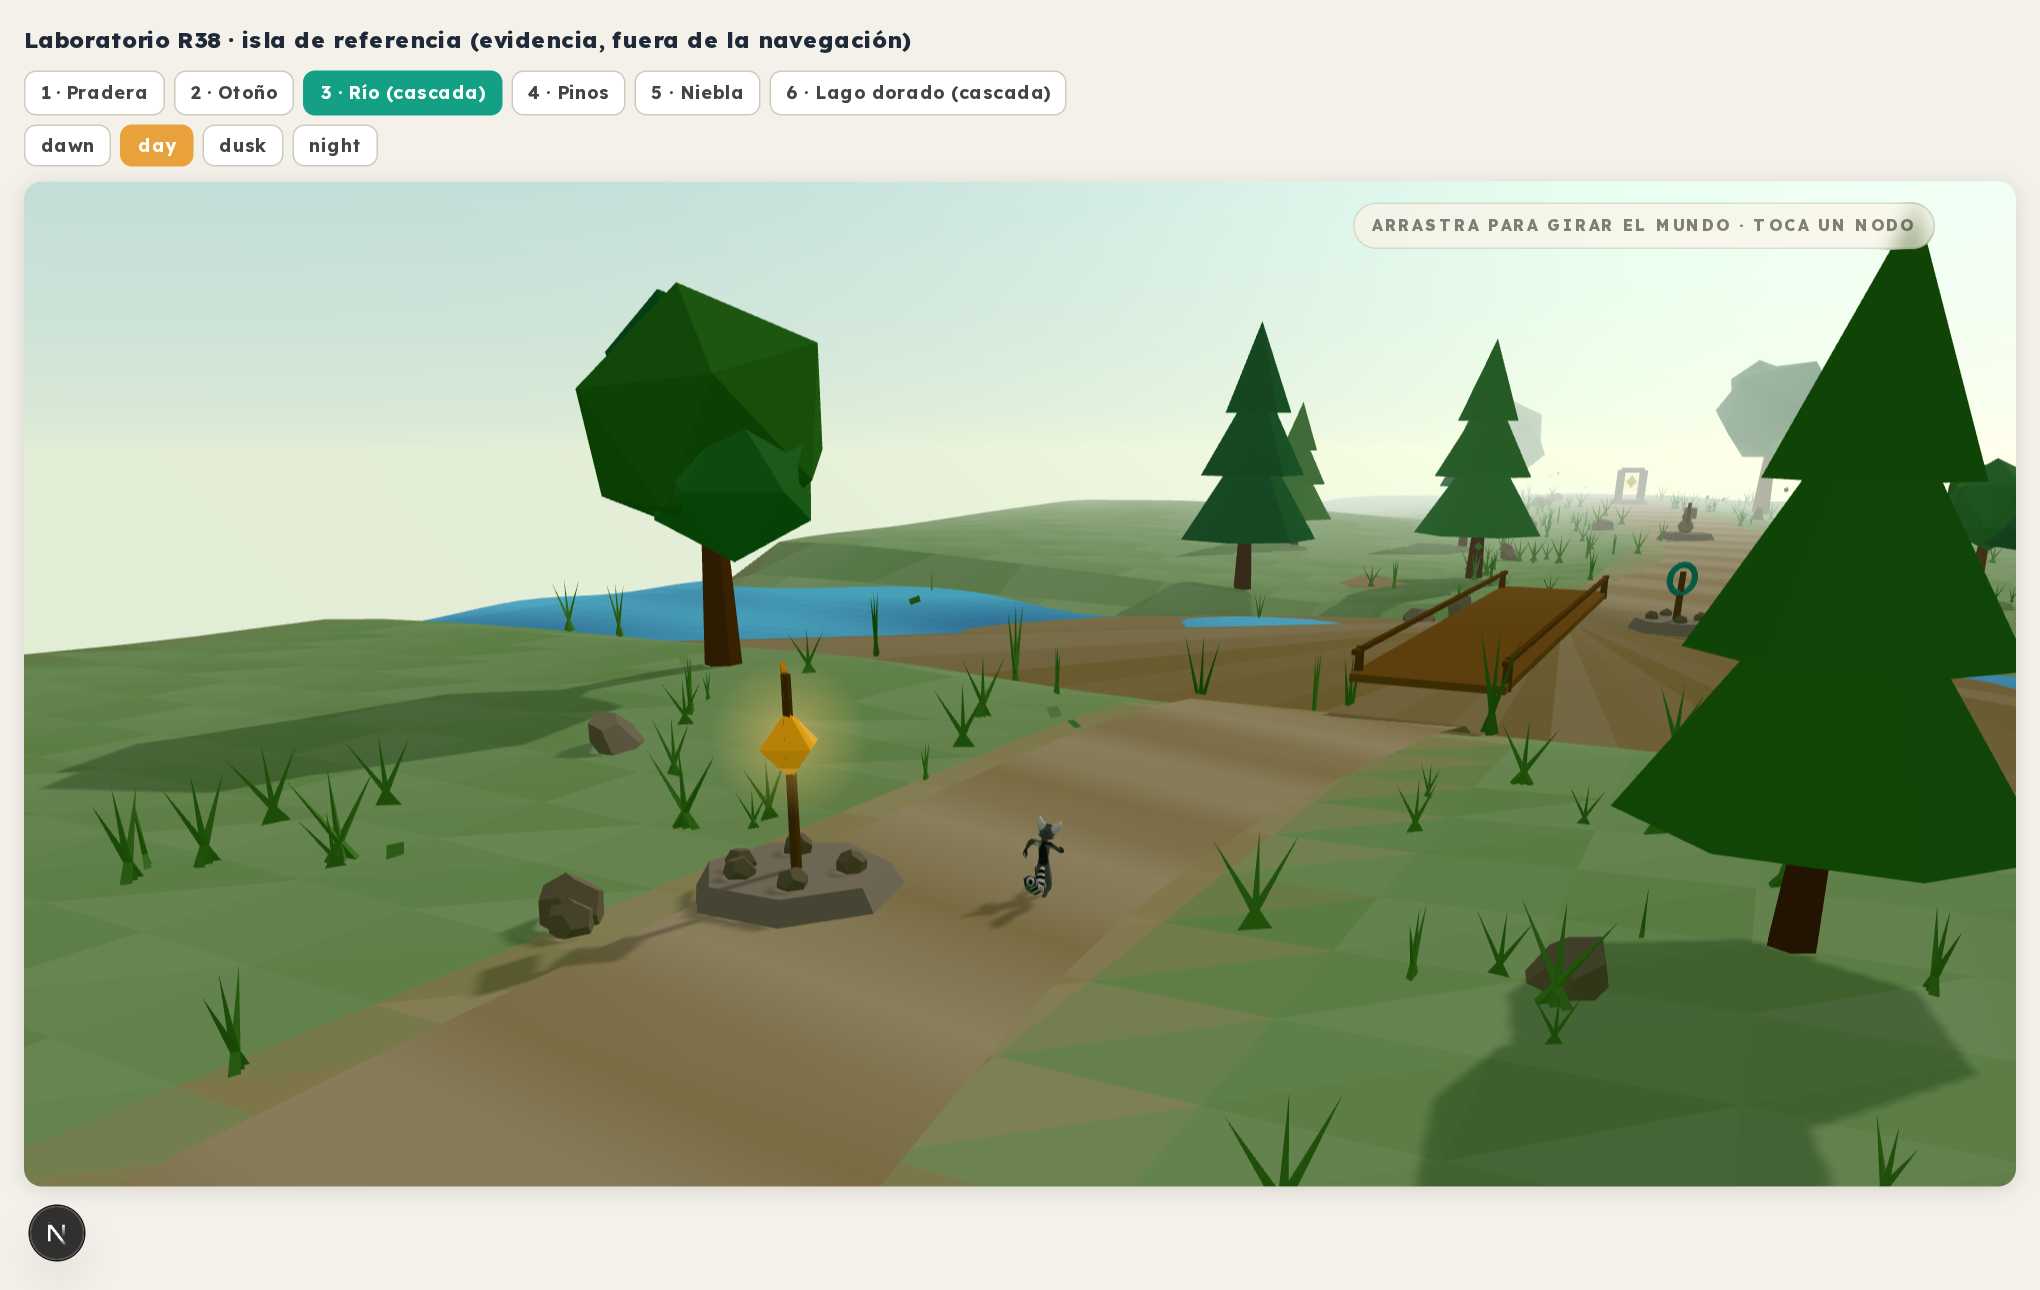 Laboratorio R38 · isla de referencia (evidencia, fuera de la navegación)
1 · Pradera 2 · Otoño 3 · Río (cascada) 4 · Pinos 5 · Niebla 6 · Lago dorado (cascada)
dawn day dusk night
ARRASTRA PARA GIRAR EL MUNDO · TOCA UN NODO
N